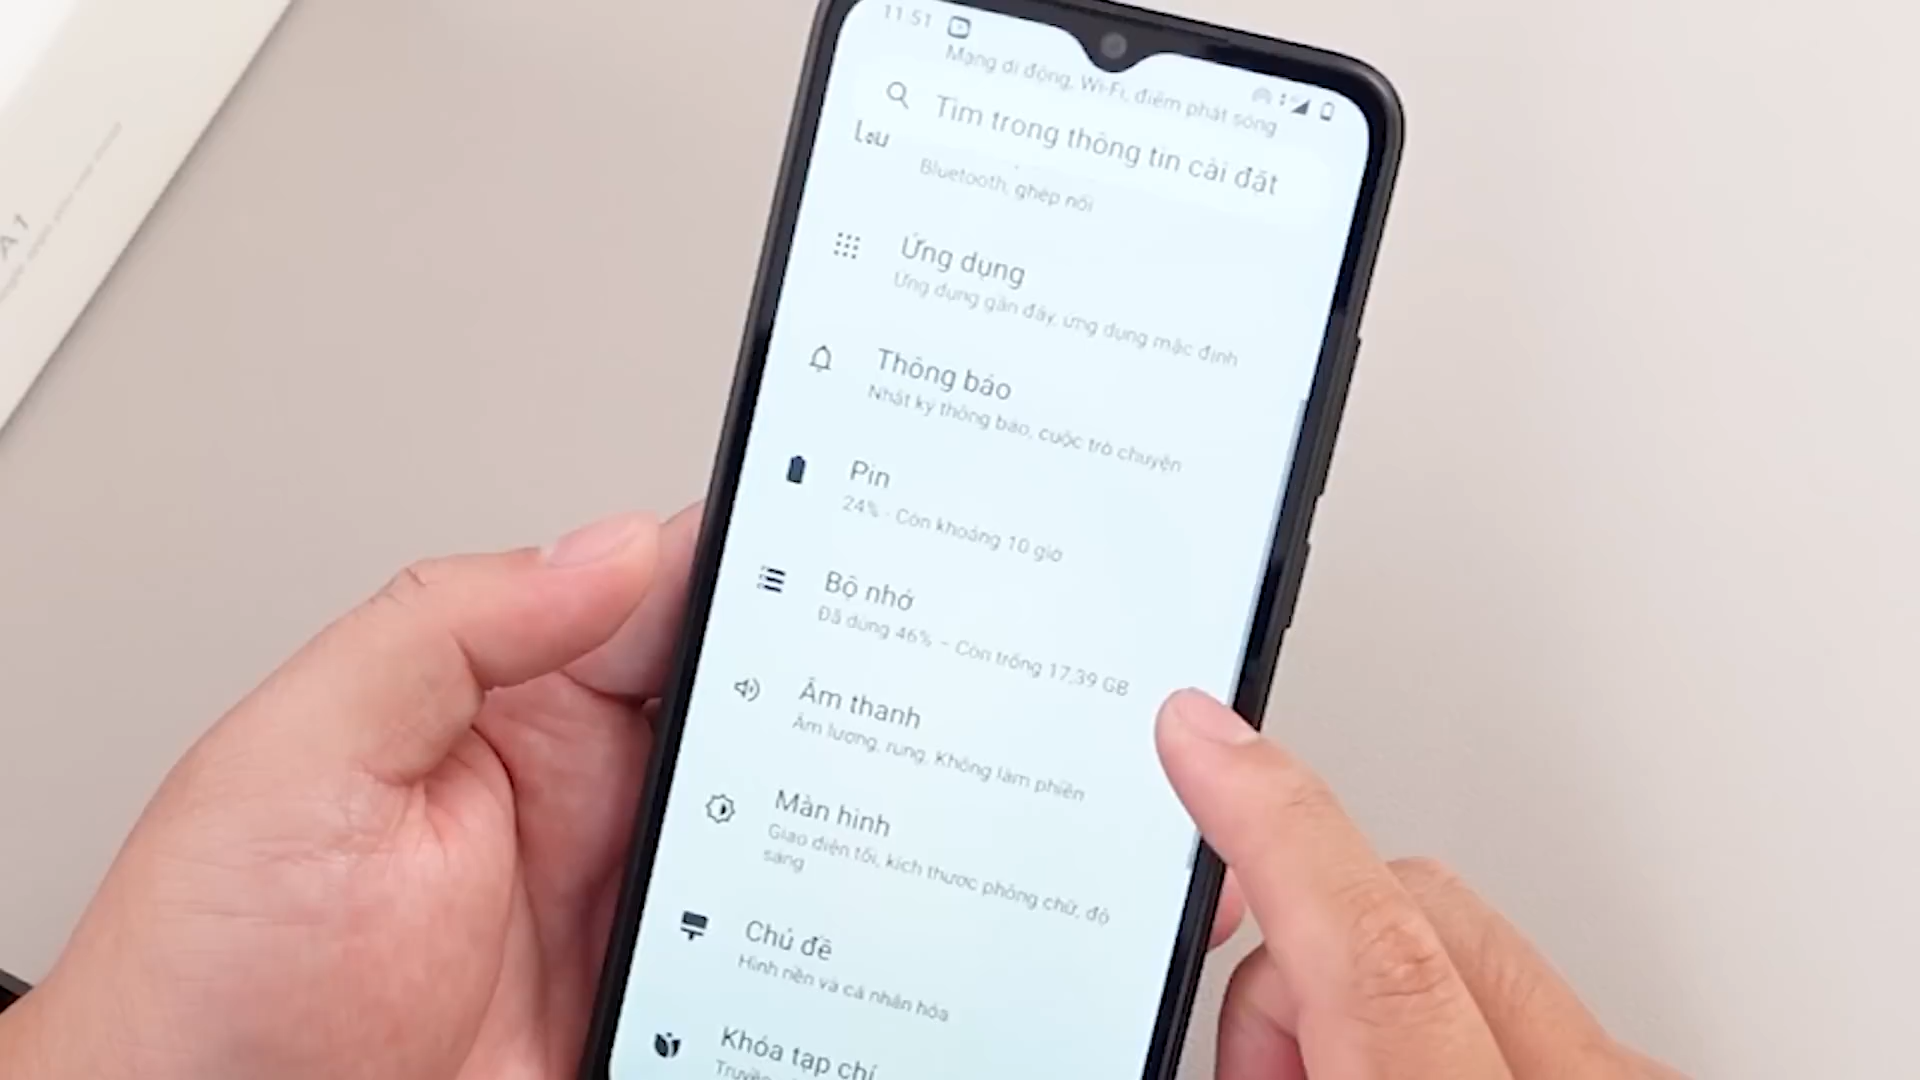 11:51
Mạng di động, Wi-Fi, điểm phát sóng
Tìm trong thông tin cài đặt
Bluetooth, ghép nối
Ứng dụng
Ứng dụng gần đây, ứng dụng mặc định
Thông báo
Nhật ký thông báo, cuộc trò chuyện
Pin
24% - Còn khoảng 10 giờ
Bộ nhớ
Đã dùng 46% – Còn trống 17,39 GB
Âm thanh
Âm lượng, rung, Không làm phiền
Màn hình
Giao diện tối, kích thước phông chữ, độ
sáng
Chủ đề
Hình nền và cá nhân hóa
Khóa tạp chí
A1